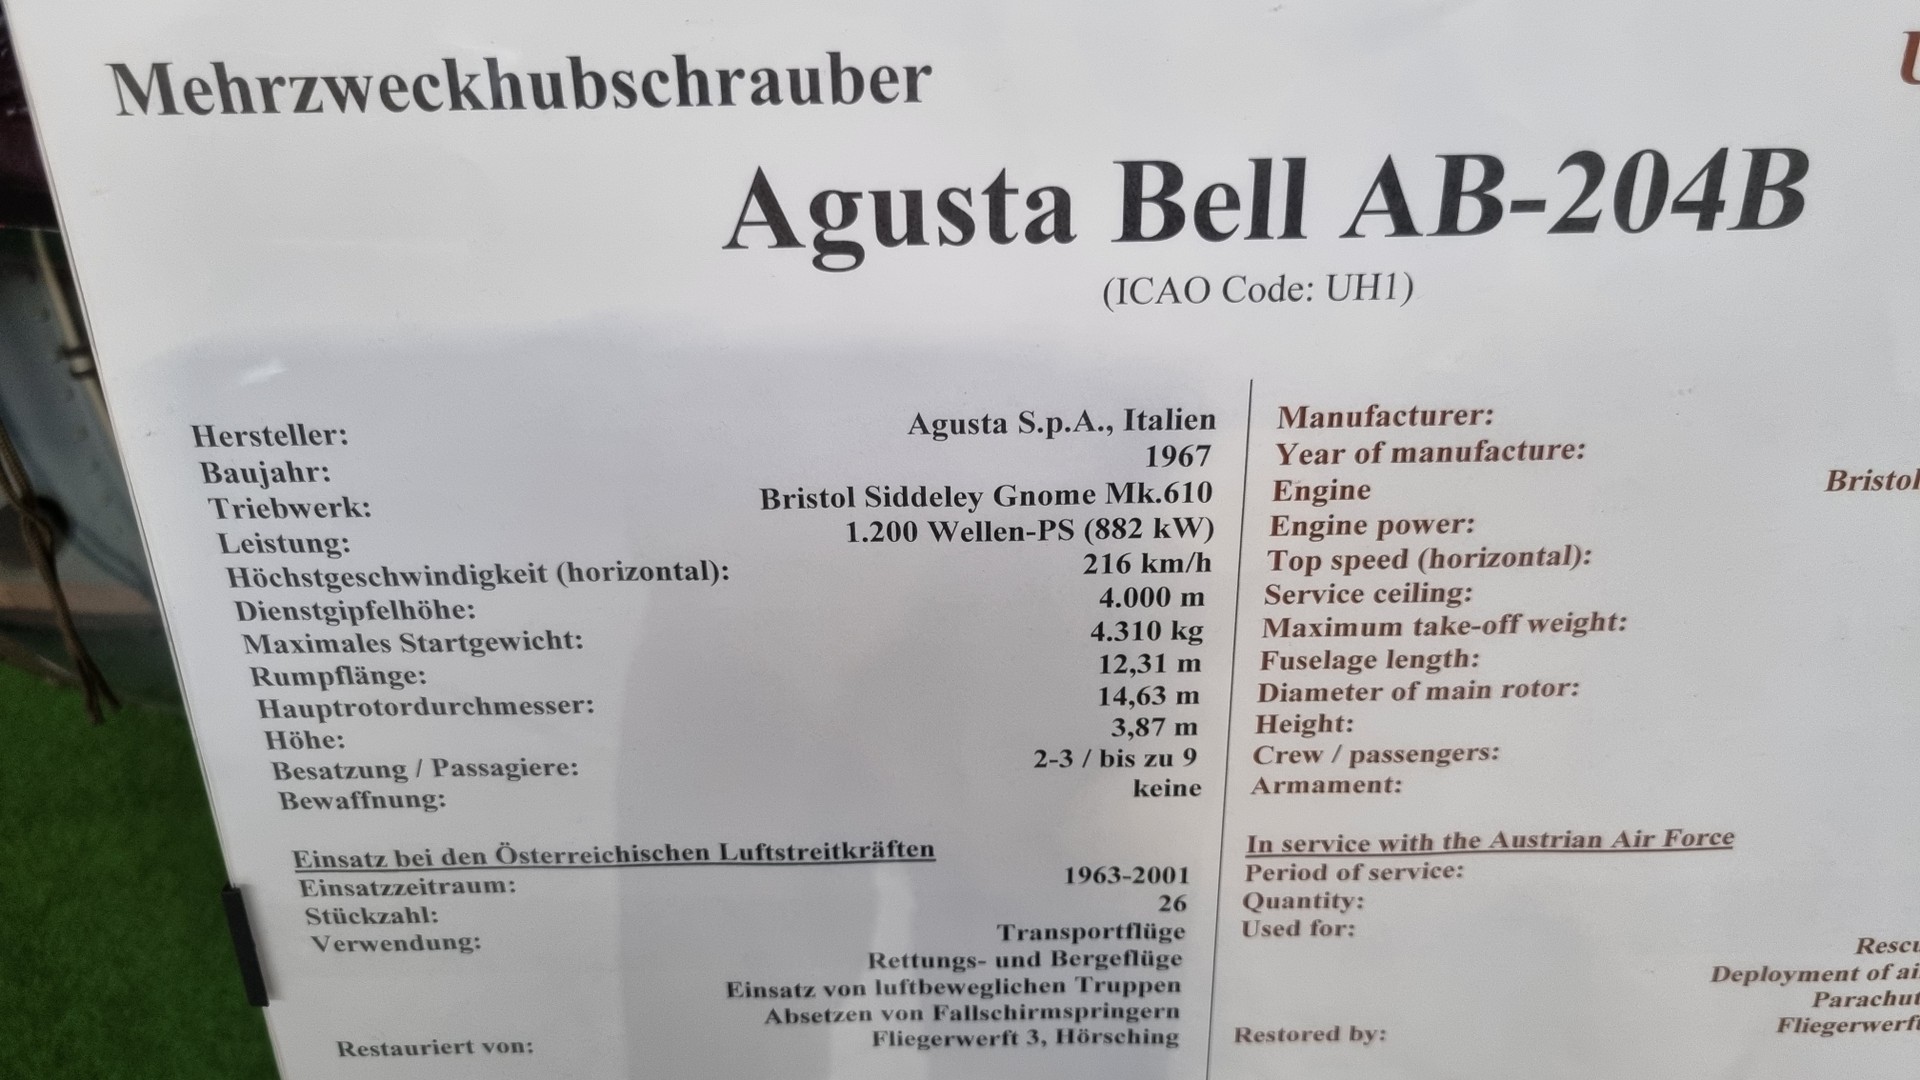 Mehrzweckhubschrauber
Agusta Bell AB-204B
(ICAO Code: UH1)
Hersteller: Agusta S.p.A., Italien
Baujahr: 1967
Triebwerk: Bristol Siddeley Gnome Mk.610
Leistung: 1.200 Wellen-PS (882 kW)
Höchstgeschwindigkeit (horizontal): 216 km/h
Dienstgipfelhöhe: 4.000 m
Maximales Startgewicht: 4.310 kg
Rumpflänge: 12,31 m
Hauptrotordurchmesser: 14,63 m
Höhe: 3,87 m
Besatzung / Passagiere: 2-3 / bis zu 9
Bewaffnung: keine
Einsatz bei den Österreichischen Luftstreitkräften
Einsatzzeitraum: 1963-2001
Stückzahl: 26
Verwendung: Transportflüge
Rettungs- und Bergeflüge
Einsatz von luftbeweglichen Truppen
Absetzen von Fallschirmspringern
Restauriert von: Fliegerwerft 3, Hörsching
Manufacturer:
Year of manufacture:
Engine Bristol
Engine power:
Top speed (horizontal):
Service ceiling:
Maximum take-off weight:
Fuselage length:
Diameter of main rotor:
Height:
Crew / passengers:
Armament:
In service with the Austrian Air Force
Period of service:
Quantity:
Used for:
Rescu
Deployment of ai
Parachut
Restored by: Fliegerwerft